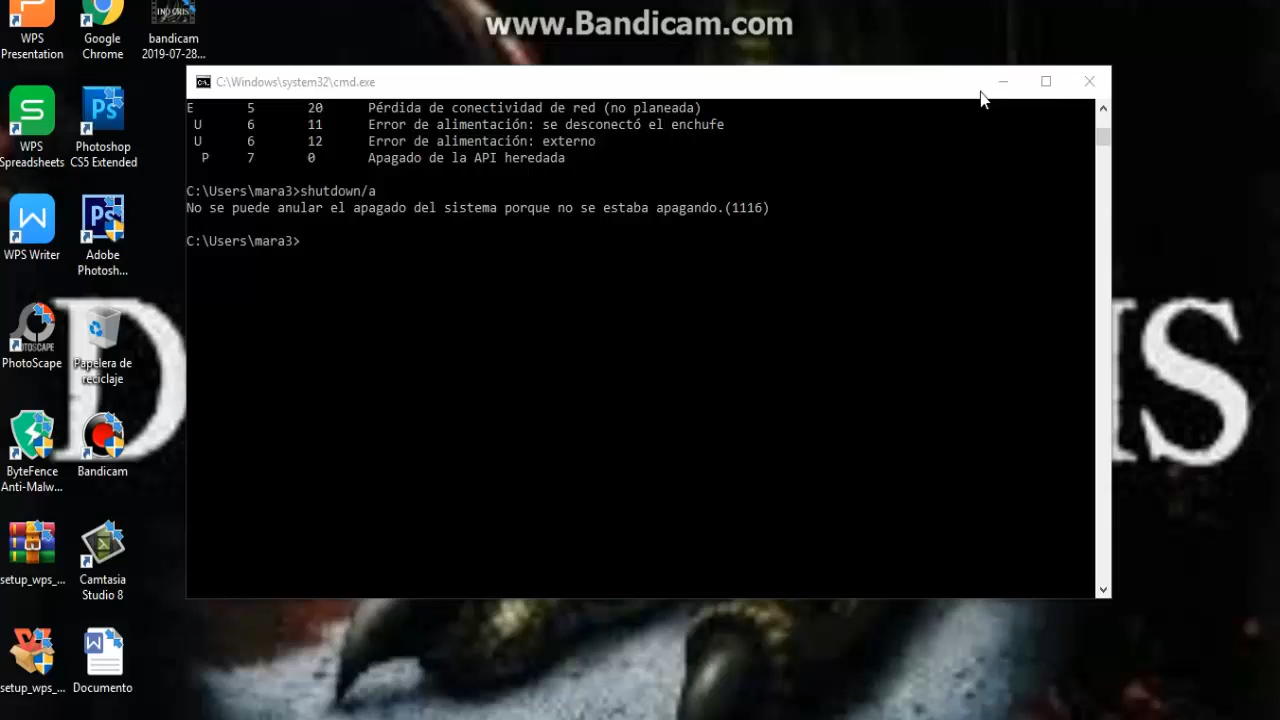 www.Bandicam.com
WPS
Presentation
Google
Chrome
bandicam
2019-07-28...
C:\Windows\system32\cmd.exe
E 5 20 Pérdida de conectividad de red (no planeada)
U 6 11 Error de alimentación: se desconectó el enchufe
U 6 12 Error de alimentación: externo
P 7 0 Apagado de la API heredada
C:\Users\mara3>shutdown/a
No se puede anular el apagado del sistema porque no se estaba apagando.(1116)
C:\Users\mara3>
WPS
Spreadsheets
Photoshop
CS5 Extended
WPS Writer
Adobe
Photosh...
PhotoScape
Papelera de
reciclaje
ByteFence
Anti-Malw...
Bandicam
setup_wps_...
Camtasia
Studio 8
setup_wps_...
Documento